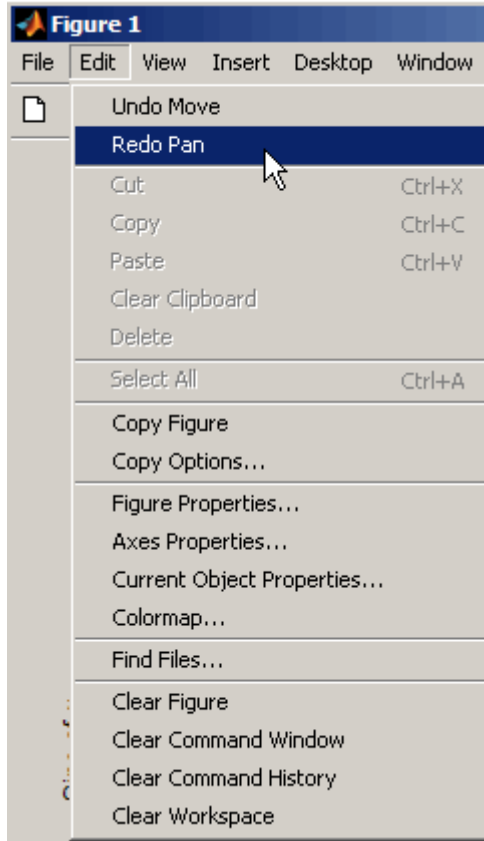 Figure 1
File Edit View Insert Desktop Window
Undo Move
Redo Pan
Cut Ctrl+X
Copy Ctrl+C
Paste Ctrl+V
Clear Clipboard
Delete
Select All Ctrl+A
Copy Figure
Copy Options...
Figure Properties...
Axes Properties...
Current Object Properties...
Colormap...
Find Files...
Clear Figure
Clear Command Window
Clear Command History
Clear Workspace